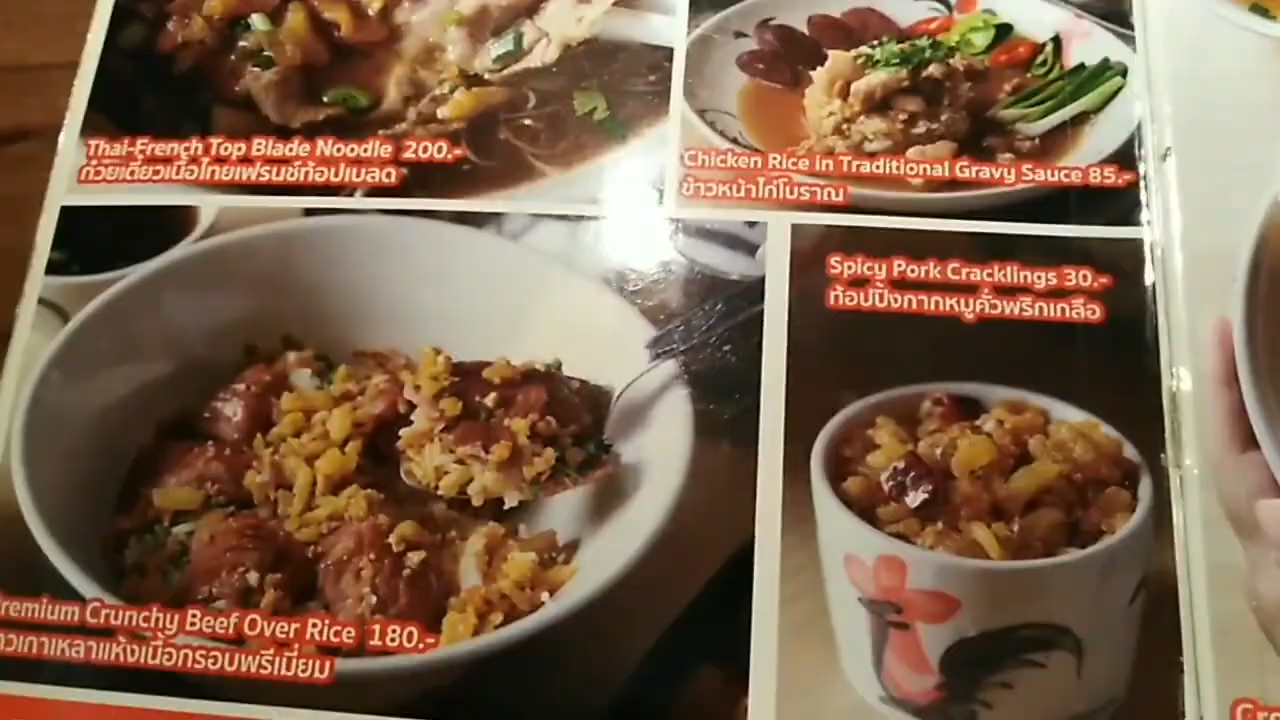 Thai-French Top Blade Noodle 200.-
ก๋วยเตี๋ยวเนื้อไทยเฟรนช์ท้อปเบลด
Chicken Rice in Traditional Gravy Sauce 85.-
ข้าวหน้าไก่โบราณ
Spicy Pork Cracklings 30.-
ท้อปปิ้งกากหมูคั่วพริกเกลือ
Premium Crunchy Beef Over Rice 180.-
าวเกาเหลาแห้งเนื้อกรอบพรีเมี่ยม